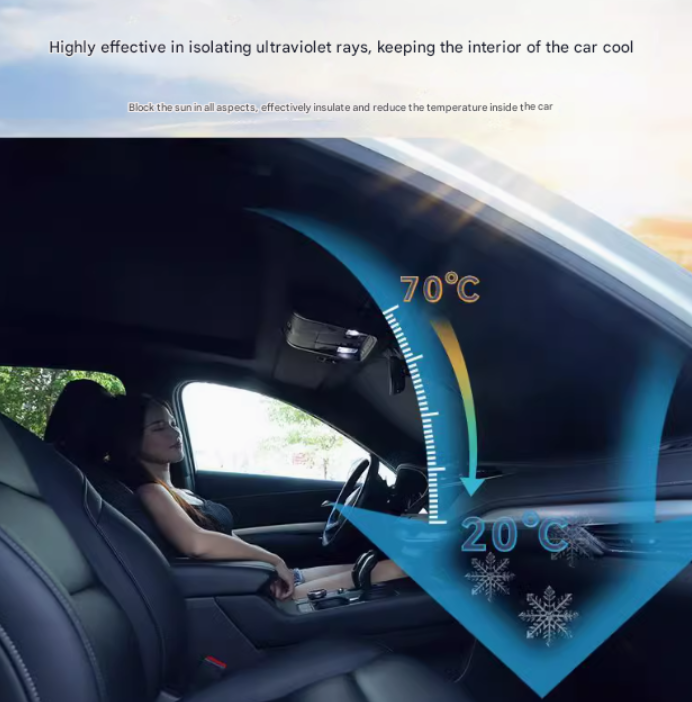 Highly effective in isolating ultraviolet rays, keeping the interior of the car cool
Block the sun in all aspects, effectively insulate and reduce the temperature inside the car
70°C
20°C